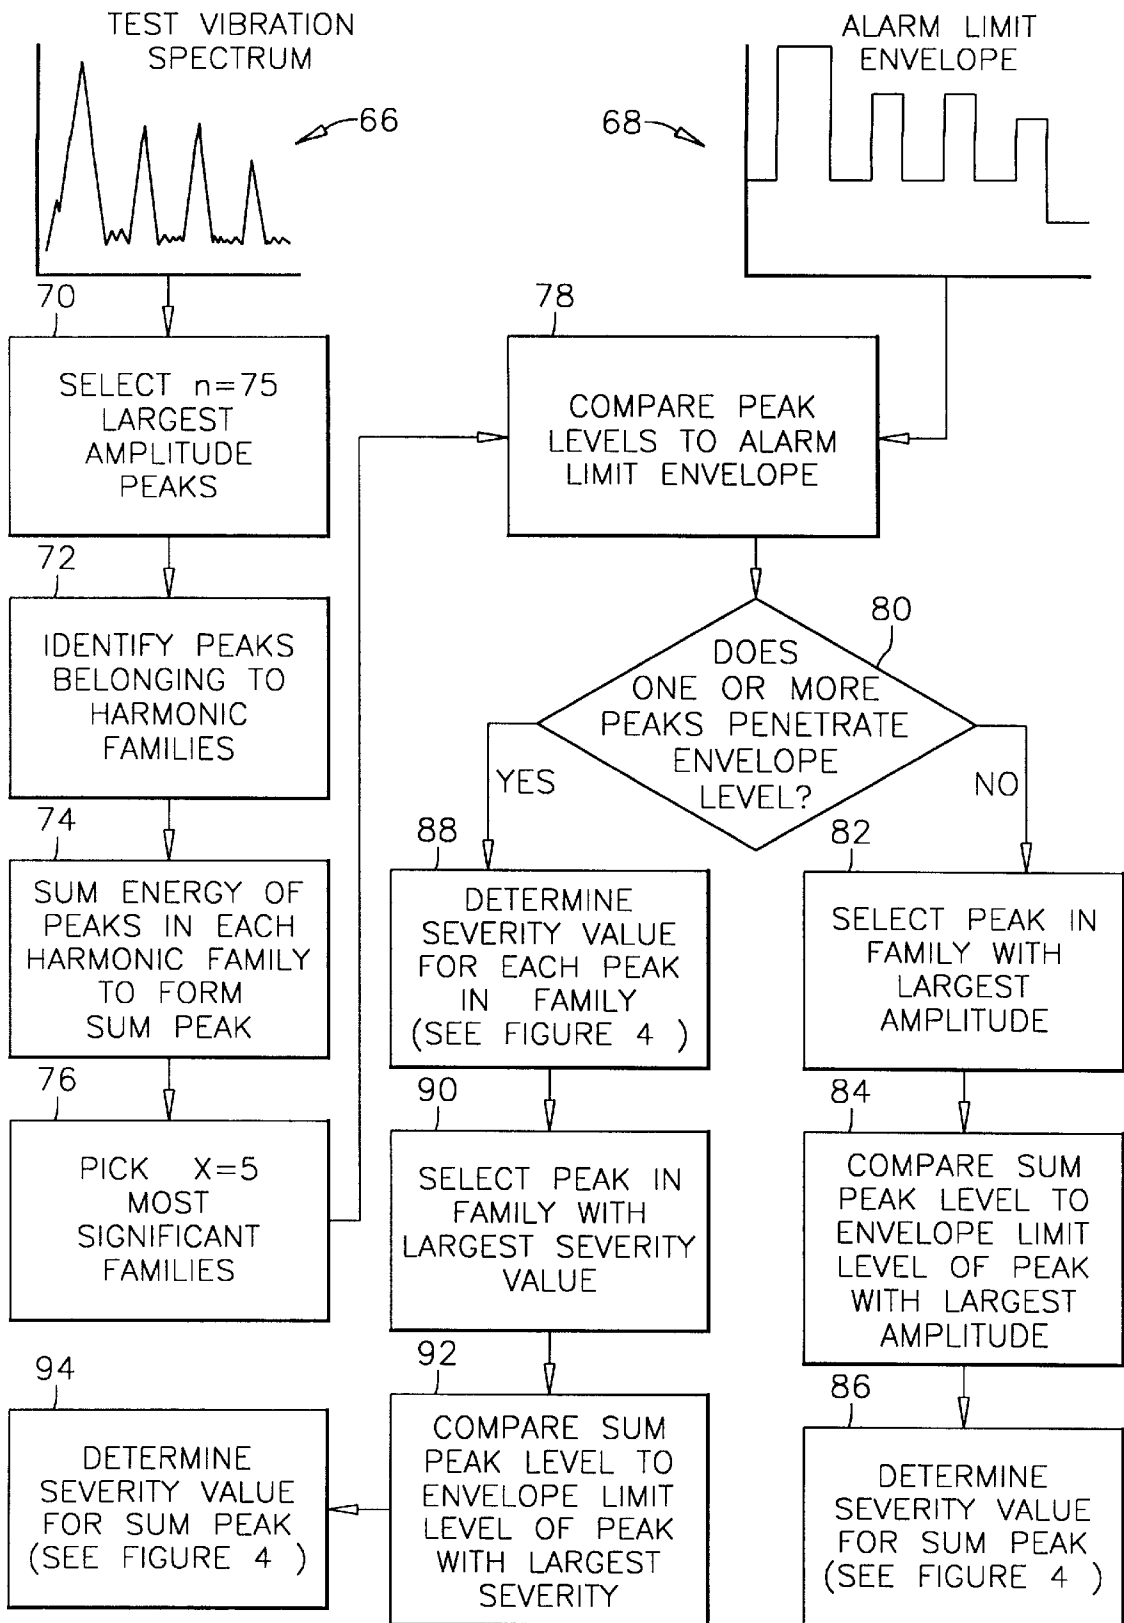 TEST VIBRATION
SPECTRUM
66
ALARM LIMIT
ENVELOPE
68
70
SELECT n=75
LARGEST
AMPLITUDE
PEAKS
72
IDENTIFY PEAKS
BELONGING TO
HARMONIC
FAMILIES
74
SUM ENERGY OF
PEAKS IN EACH
HARMONIC FAMILY
TO FORM
SUM PEAK
76
PICK X=5
MOST
SIGNIFICANT
FAMILIES
78
COMPARE PEAK
LEVELS TO ALARM
LIMIT ENVELOPE
80
DOES
ONE OR MORE
PEAKS PENETRATE
ENVELOPE
LEVEL?
YES
NO
88
DETERMINE
SEVERITY VALUE
FOR EACH PEAK
IN FAMILY
(SEE FIGURE 4 )
90
SELECT PEAK IN
FAMILY WITH
LARGEST SEVERITY
VALUE
92
COMPARE SUM
PEAK LEVEL TO
ENVELOPE LIMIT
LEVEL OF PEAK
WITH LARGEST
SEVERITY
94
DETERMINE
SEVERITY VALUE
FOR SUM PEAK
(SEE FIGURE 4 )
82
SELECT PEAK IN
FAMILY WITH
LARGEST
AMPLITUDE
84
COMPARE SUM
PEAK LEVEL TO
ENVELOPE LIMIT
LEVEL OF PEAK
WITH LARGEST
AMPLITUDE
86
DETERMINE
SEVERITY VALUE
FOR SUM PEAK
(SEE FIGURE 4 )